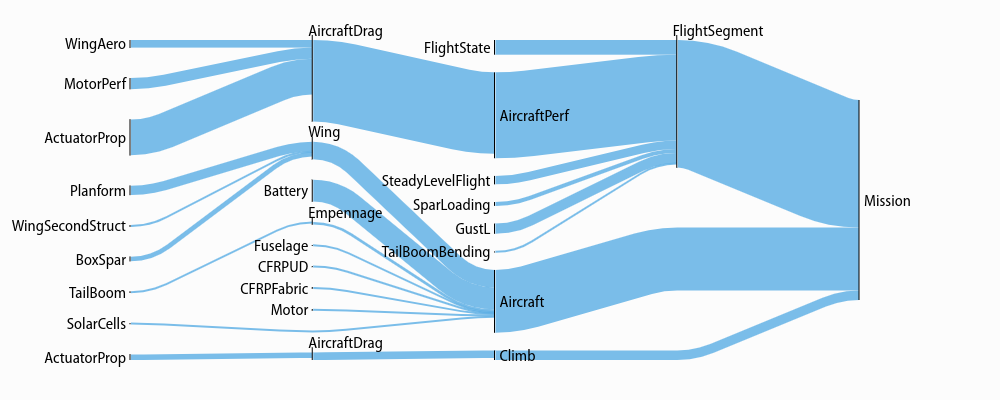 WingAero
MotorPerf
ActuatorProp
Planform
WingSecondStruct
BoxSpar
TailBoom
SolarCells
ActuatorProp
AircraftDrag
Wing
Battery
Empennage
Fuselage
CFRPUD
CFRPFabric
Motor
AircraftDrag
FlightState
AircraftPerf
SteadyLevelFlight
SparLoading
GustL
TailBoomBending
Aircraft
Climb
FlightSegment
Mission